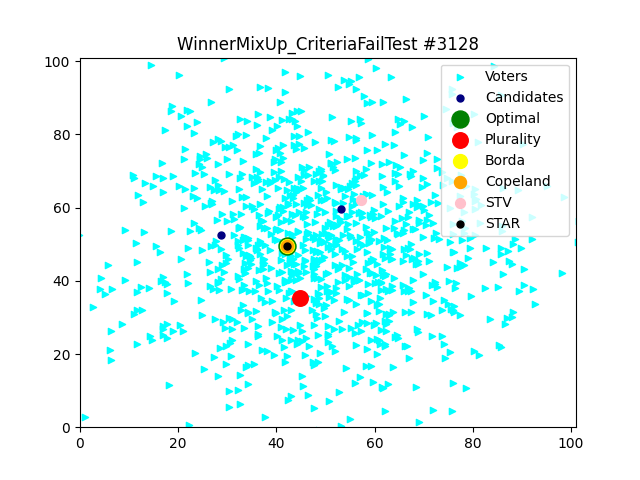 WinnerMixUp_CriteriaFailTest #3128
100
80
60
40
20
0
0 20 40 60 80 100
Voters
Candidates
Optimal
Plurality
Borda
Copeland
STV
STAR